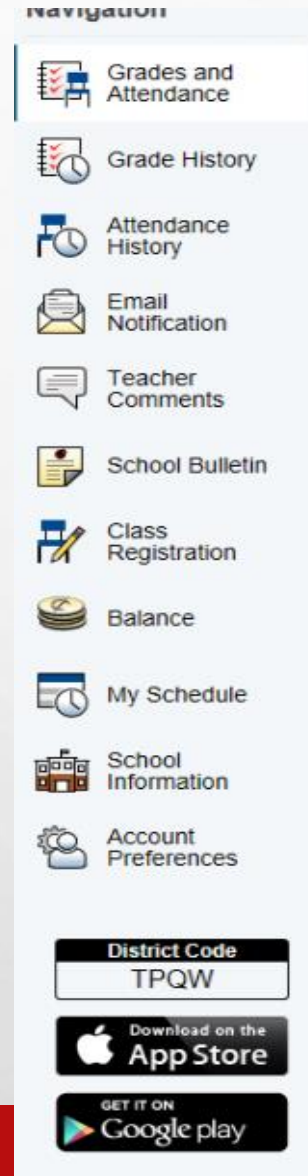 Navigation
Grades and
Attendance
Grade History
Attendance
History
Email
Notification
Teacher
Comments
School Bulletin
Class
Registration
Balance
My Schedule
School
Information
Account
Preferences
District Code
TPQW
Download on the
App Store
GET IT ON
Google play